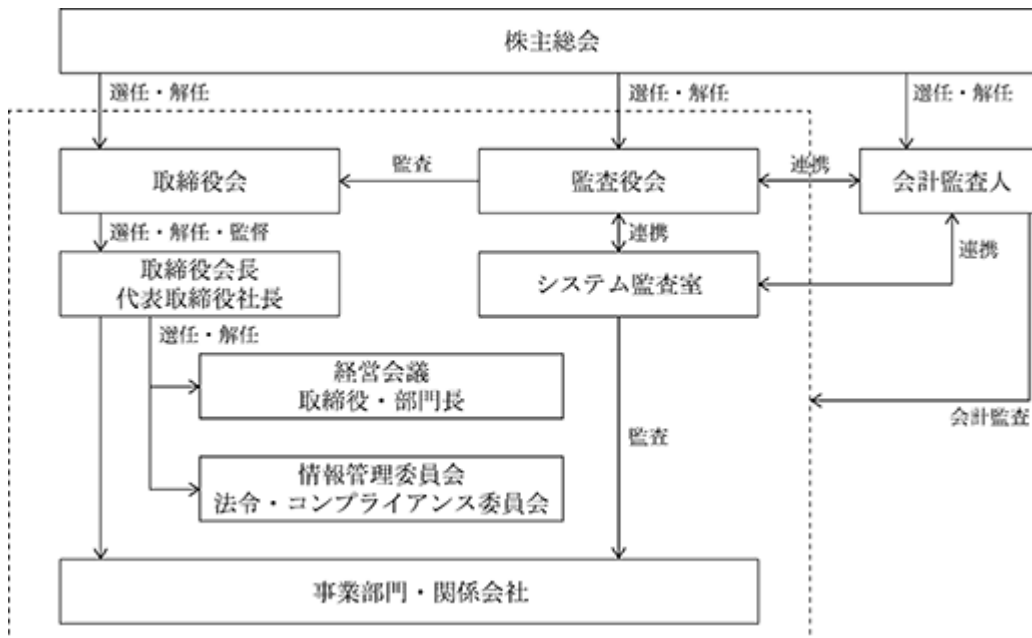 株主総会
選任・解任
選任・解任
選任・解任
取締役会
監査
監査役会
連携
会計監査人
選任・解任・監督
連携
連携
取締役会長
代表取締役社長
システム監査室
選任・解任
経営会議
取締役・部門長
会計監査
監査
情報管理委員会
法令・コンプライアンス委員会
事業部門・関係会社